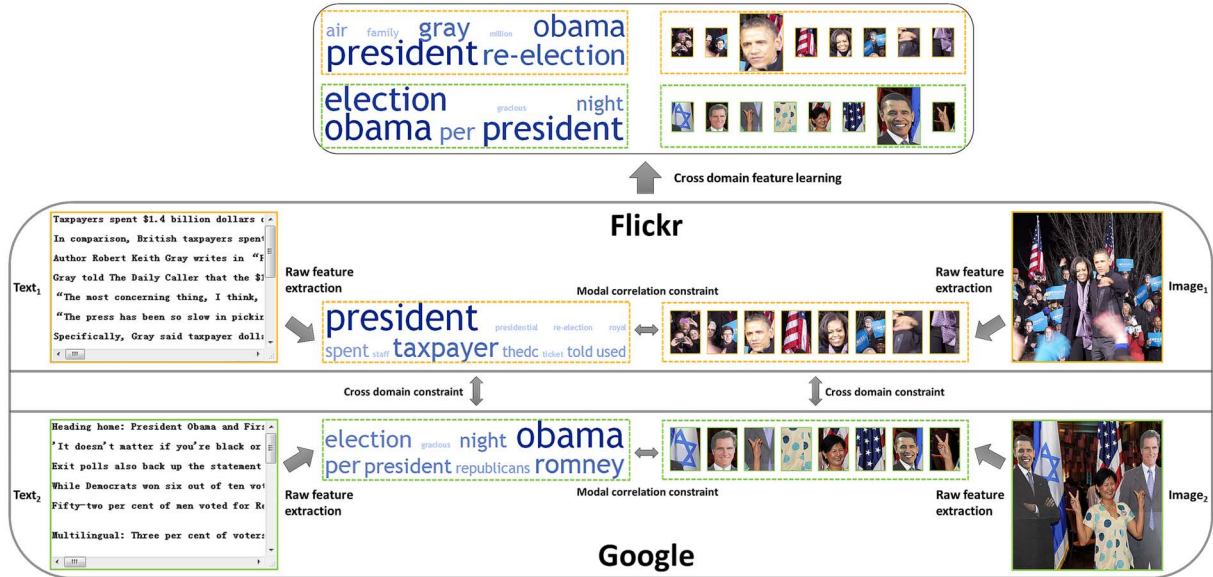 air family gray million obama
president re-election
election gracious night
obama per president
Cross domain feature learning
Flickr
Text1
Taxpayers spent $1.4 billion dollars
In comparison, British taxpayers spent
Author Robert Keith Gray writes in “
Gray told The Daily Caller that the $1
“The most concerning thing, I think,
“The press has been so slow in pickin
Specifically, Gray said taxpayer dolla
Raw feature
extraction
president presidential re-election royal
spent staff taxpayer thedc ticket told used
Modal correlation constraint
Raw feature
extraction
Image1
Cross domain constraint
Cross domain constraint
Text2
Heading home: President Obama and Firs
'It doesn't matter if you're black or
Exit polls also back up the statement
While Democrats won six out of ten vot
Fifty-two per cent of men voted for R
Multilingual: Three per cent of voters
Raw feature
extraction
election gracious night obama
per president republicans romney
Modal correlation constraint
Raw feature
extraction
Image2
Google